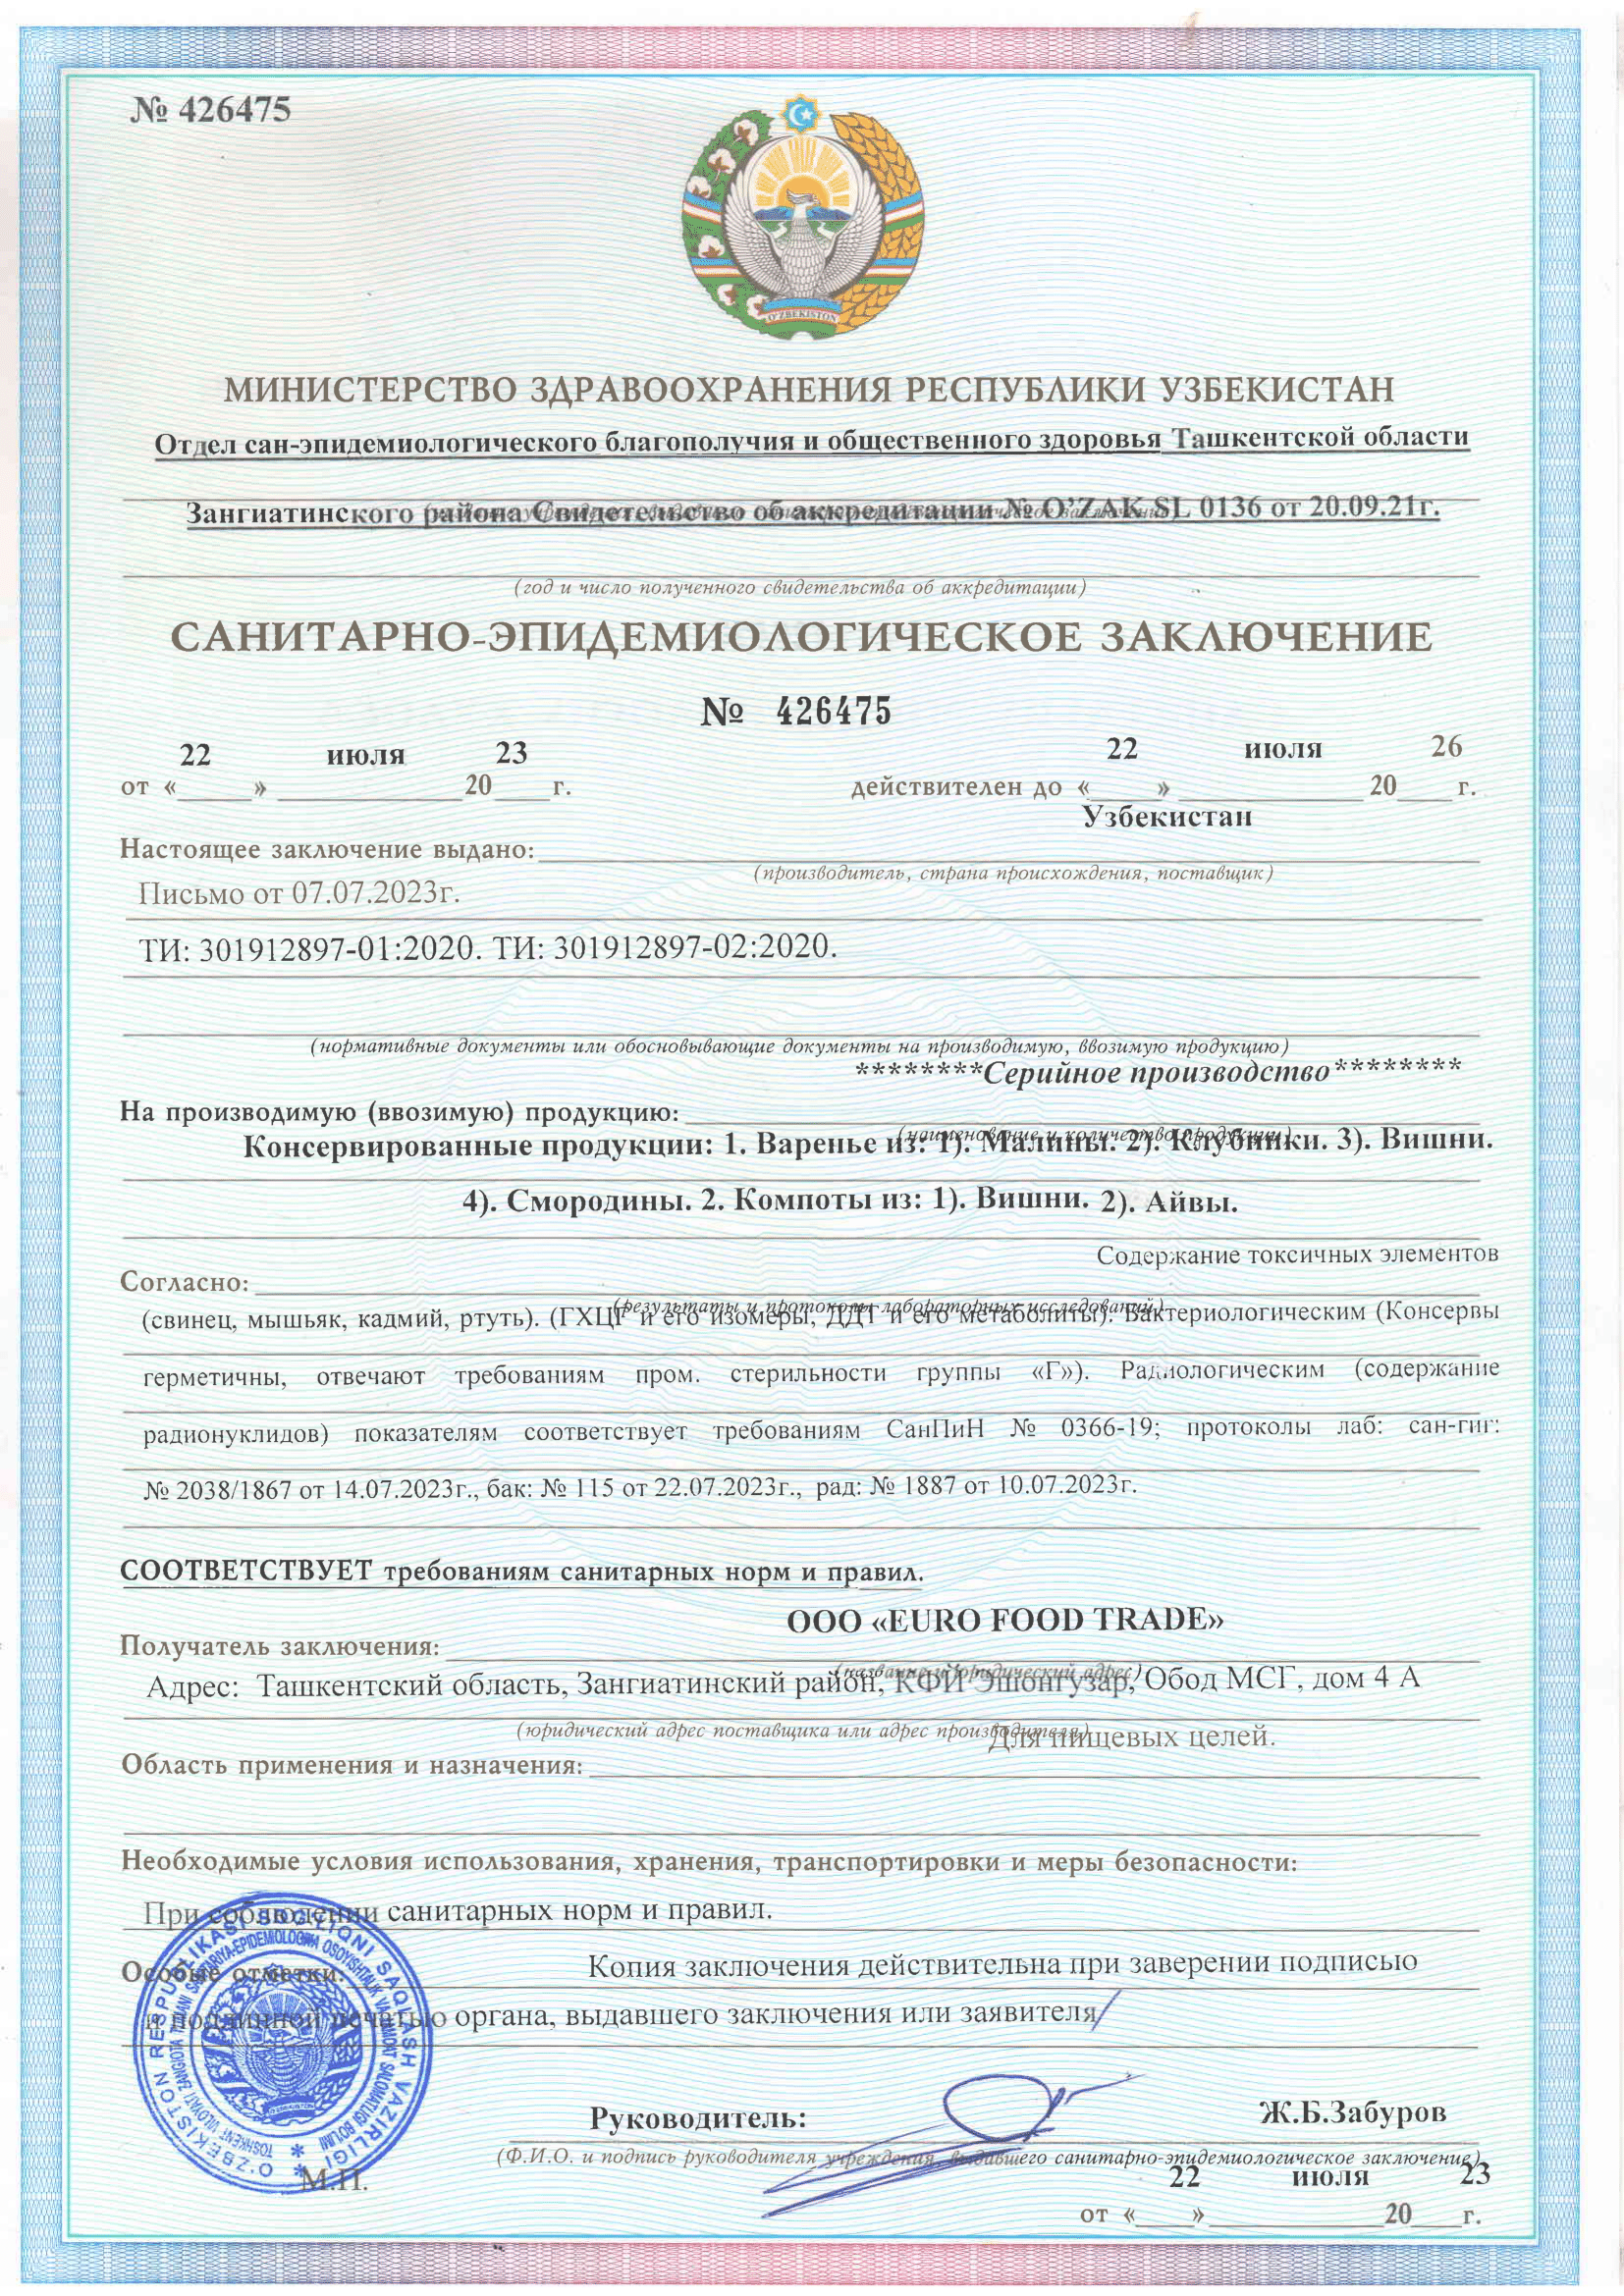 № 426475
O'ZBEKISTON
МИНИСТЕРСТВО ЗДРАВООХРАНЕНИЯ РЕСПУБЛИКИ УЗБЕКИСТАН
Отдел сан-эпидемиологического благополучия и общественного здоровья Ташкентской области
Зангиатинского района Свидетельство об аккредитации № O’ZAK SL 0136 от 20.09.21г.
(год и число полученного свидетельства об аккредитации)
САНИТАРНО-ЭПИДЕМИОЛОГИЧЕСКОЕ ЗАКЛЮЧЕНИЕ
№ 426475
от « 22 » июля 20 23 г. действителен до « 22 » июля 20 26 г.
Узбекистан
Настоящее заключение выдано:
(производитель, страна происхождения, поставщик)
Письмо от 07.07.2023г.
ТИ: 301912897-01:2020. ТИ: 301912897-02:2020.
(нормативные документы или обосновывающие документы на производимую, ввозимую продукцию)
********Серийное производство********
На производимую (ввозимую) продукцию:
(наименование и количество продукции)
Консервированные продукции: 1. Варенье из: 1). Малины. 2). Клубники. 3). Вишни.
4). Смородины. 2. Компоты из: 1). Вишни. 2). Айвы.
Содержание токсичных элементов
Согласно:
(результаты и протоколы лабораторных исследований)
(свинец, мышьяк, кадмий, ртуть). (ГХЦГ и его изомеры, ДДТ и его метаболиты). Бактериологическим (Консервы
герметичны, отвечают требованиям пром. стерильности группы «Г»). Радиологическим (содержание
радионуклидов) показателям соответствует требованиям СанПиН № 0366-19; протоколы лаб: сан-гиг:
№ 2038/1867 от 14.07.2023г., бак: № 115 от 22.07.2023г., рад: № 1887 от 10.07.2023г.
СООТВЕТСТВУЕТ требованиям санитарных норм и правил.
ООО «EURO FOOD TRADE»
Получатель заключения:
(название и юридический адрес)
Адрес: Ташкентский область, Зангиатинский район, КФЙ Эшонгузар, Обод МСГ, дом 4 А
(юридический адрес поставщика или адрес производителя)
Для пищевых целей.
Область применения и назначения:
Необходимые условия использования, хранения, транспортировки и меры безопасности:
При соблюдении санитарных норм и правил.
Особые отметки: Копия заключения действительна при заверении подписью
и подлинной печатью органа, выдавшего заключения или заявителя
O'ZBEKISTON RESPUBLIKASI SOG'LIQNI SAQLASH VAZIRLIGI
TOSHKENT VILOYATI ZANGIOTA TUMANI SANITARIYA-EPIDEMIOLOGIYA OSOYISHTALIK VA JAMOAT SALOMATLIGI BO'LIMI
Руководитель: Ж.Б.Забуров
(Ф.И.О. и подпись руководителя учреждения, выдавшего санитарно-эпидемиологическое заключение)
М.П.
от « 22 » июля 20 23 г.